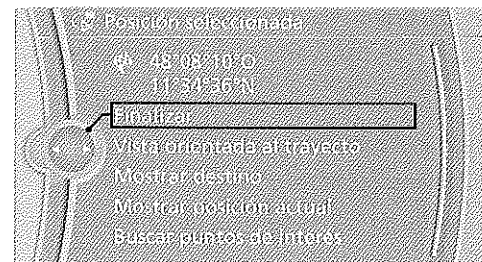 Posición seleccionada
48°08'10"O
11°34'36"N
Finalizar
Vista orientada al trayecto
Mostrar destino
Mostrar posición actual
Buscar puntos de interés